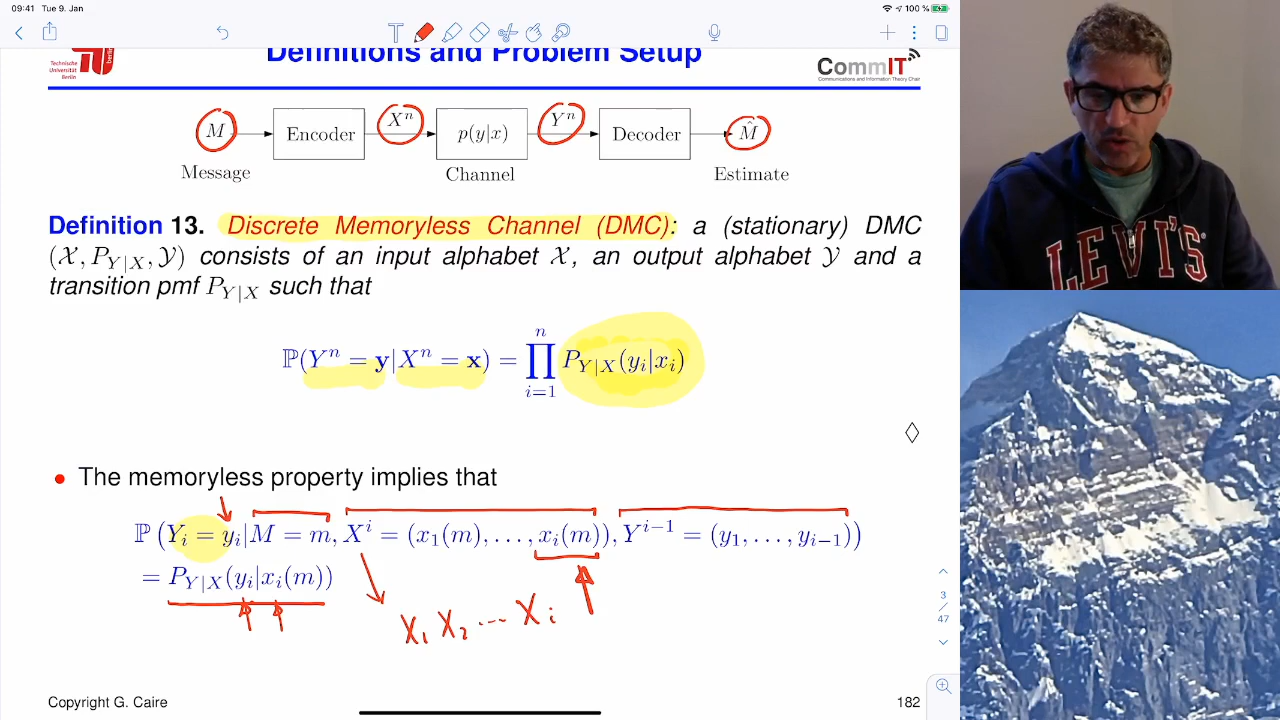 09:41 Tue 9. Jan
100 %
Definitions and Problem Setup
Technische
Universität
Berlin
CommIT
Communications and Information Theory Chair
M
Encoder
Xⁿ
p(y|x)
Yⁿ
Decoder
M̂
Message
Channel
Estimate
Definition 13. Discrete Memoryless Channel (DMC): a (stationary) DMC
(𝒳, P_{Y|X}, 𝒴) consists of an input alphabet 𝒳, an output alphabet 𝒴 and a
transition pmf P_{Y|X} such that
ℙ(Yⁿ = y|Xⁿ = x) = ∏_{i=1}^{n} P_{Y|X}(y_i|x_i)
◊
• The memoryless property implies that
ℙ (Y_i = y_i|M = m, X^i = (x_1(m), . . . , x_i(m)), Y^{i−1} = (y_1, . . . , y_{i−1}))
= P_{Y|X}(y_i|x_i(m))
X_1 X_2 ... X_i
3
/
47
Copyright G. Caire
182
LEVI'S